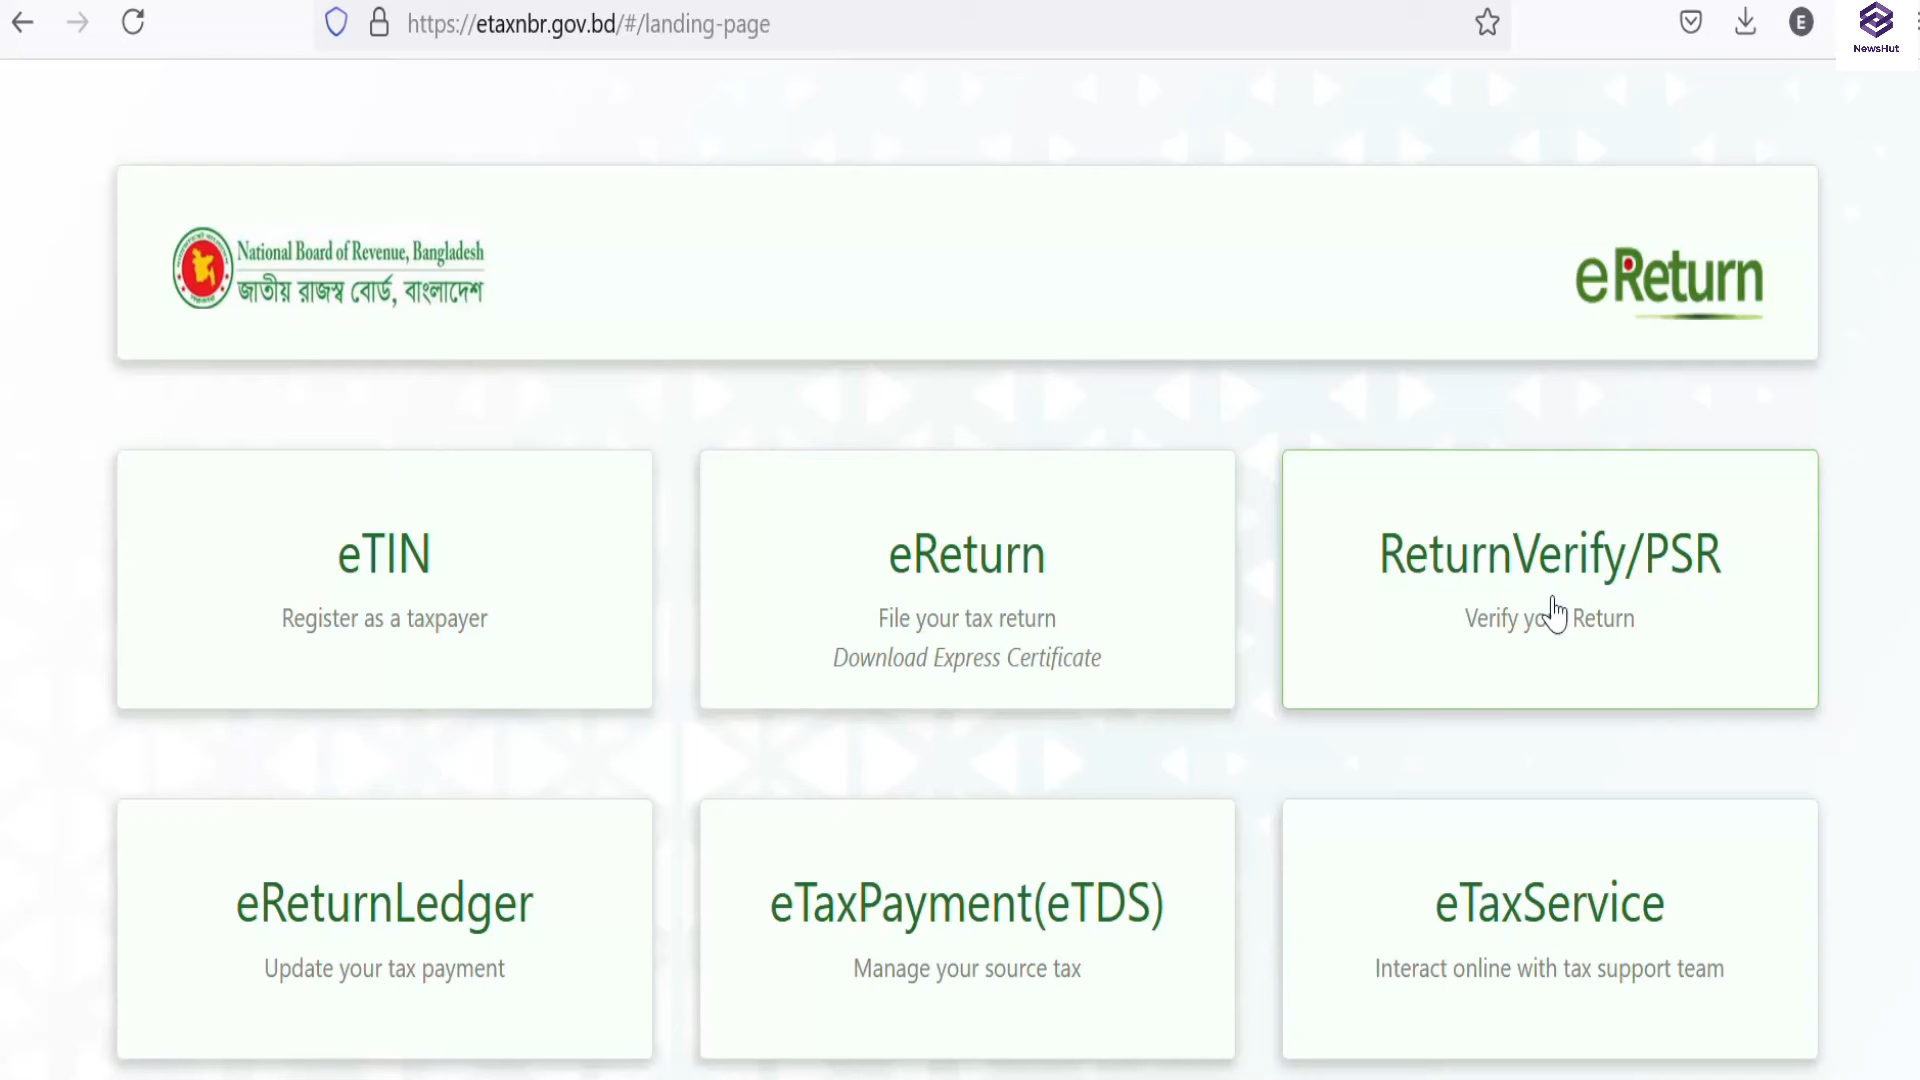 https://etaxnbr.gov.bd/#/landing-page
E
NewsHut
National Board of Revenue, Bangladesh
জাতীয় রাজস্ব বোর্ড, বাংলাদেশ
eReturn
eTIN
Register as a taxpayer
eReturn
File your tax return
Download Express Certificate
ReturnVerify/PSR
Verify your Return
eReturnLedger
Update your tax payment
eTaxPayment(eTDS)
Manage your source tax
eTaxService
Interact online with tax support team